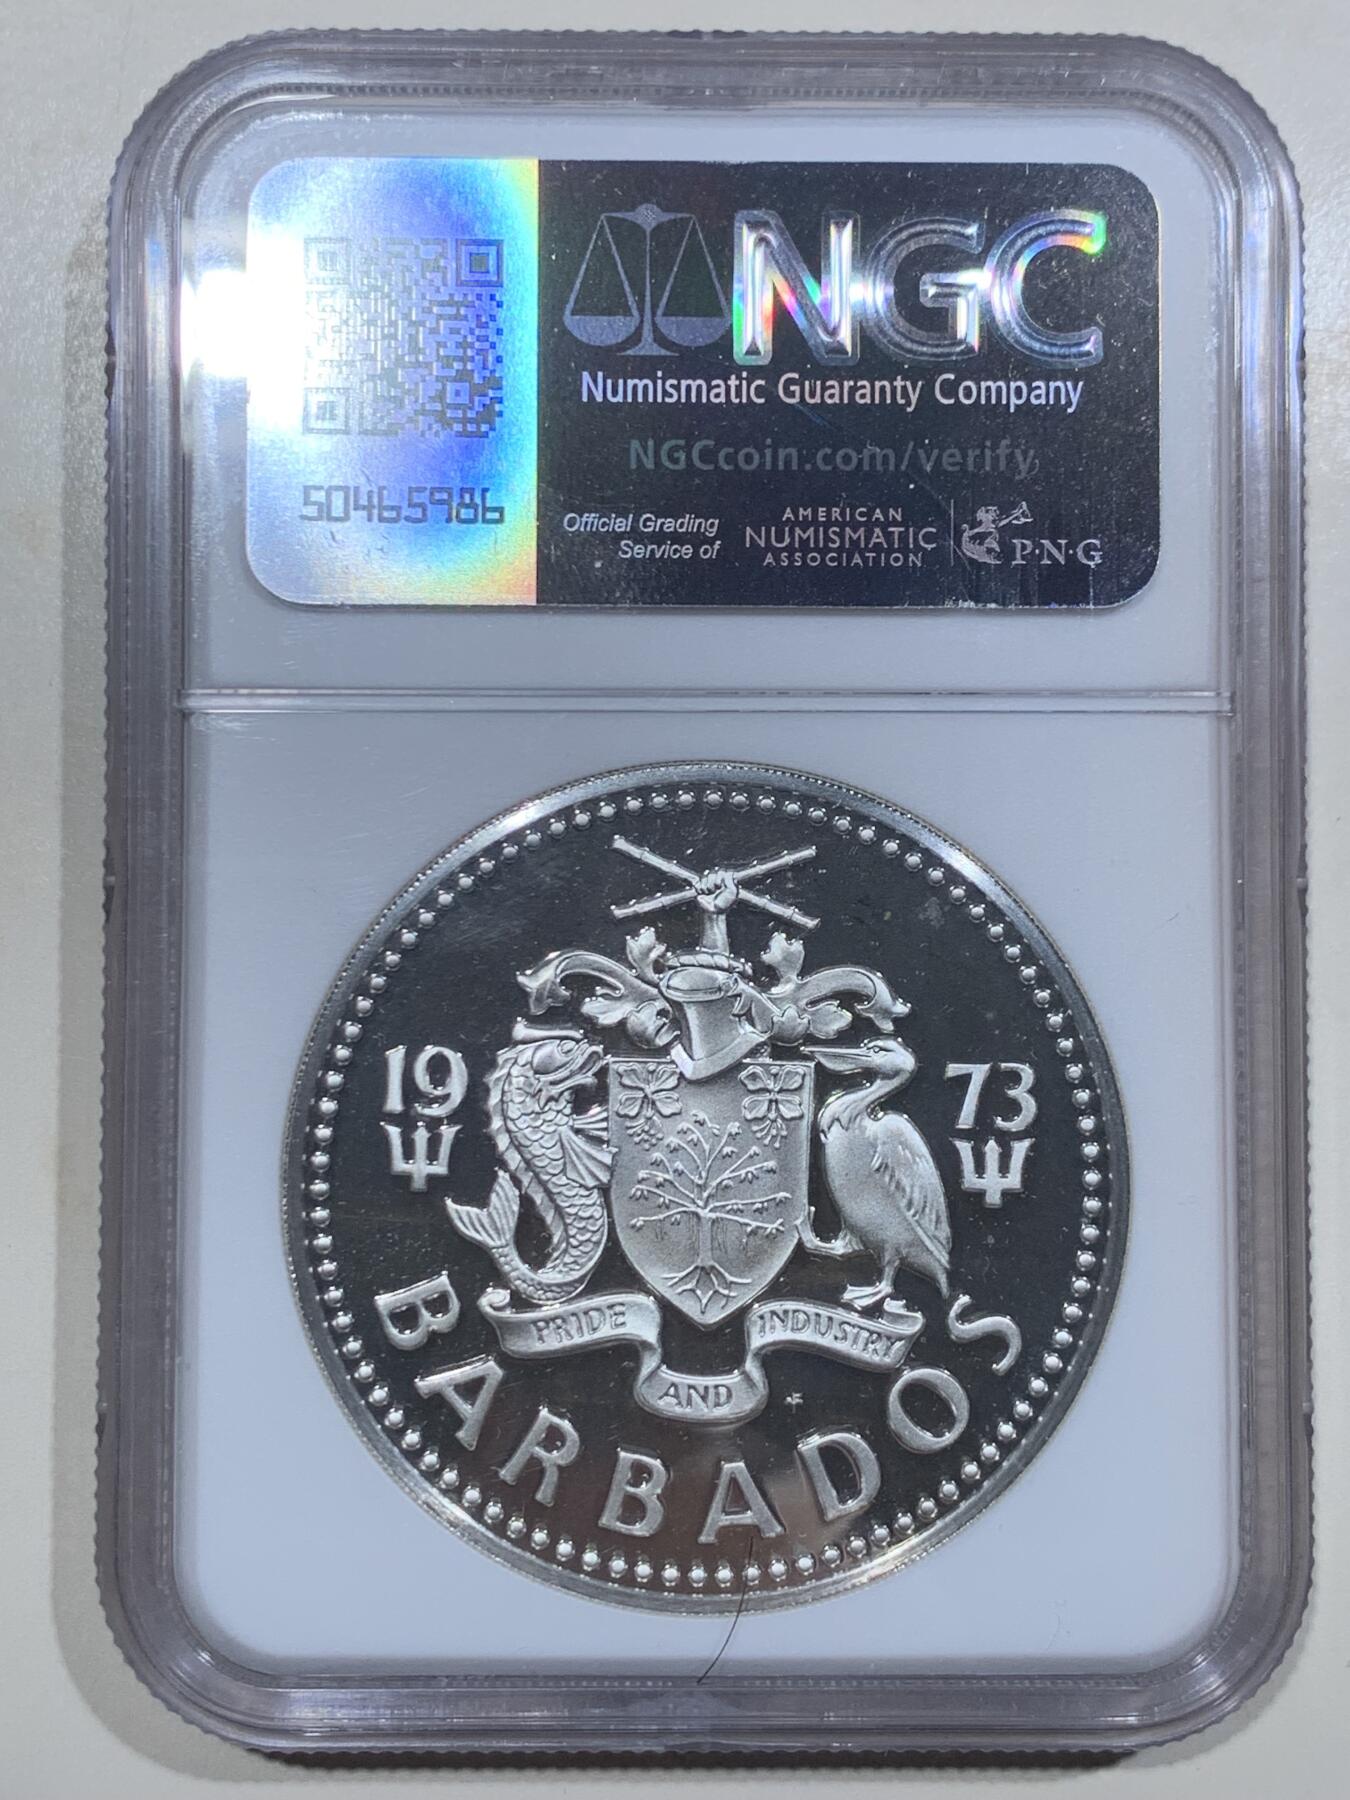 NGC
Numismatic Guaranty Company
NGCcoin.com/verify
50465986
Official Grading
Service of
AMERICAN
NUMISMATIC
ASSOCIATION
P·N·G
19 73
PRIDE AND INDUSTRY
BARBADOS